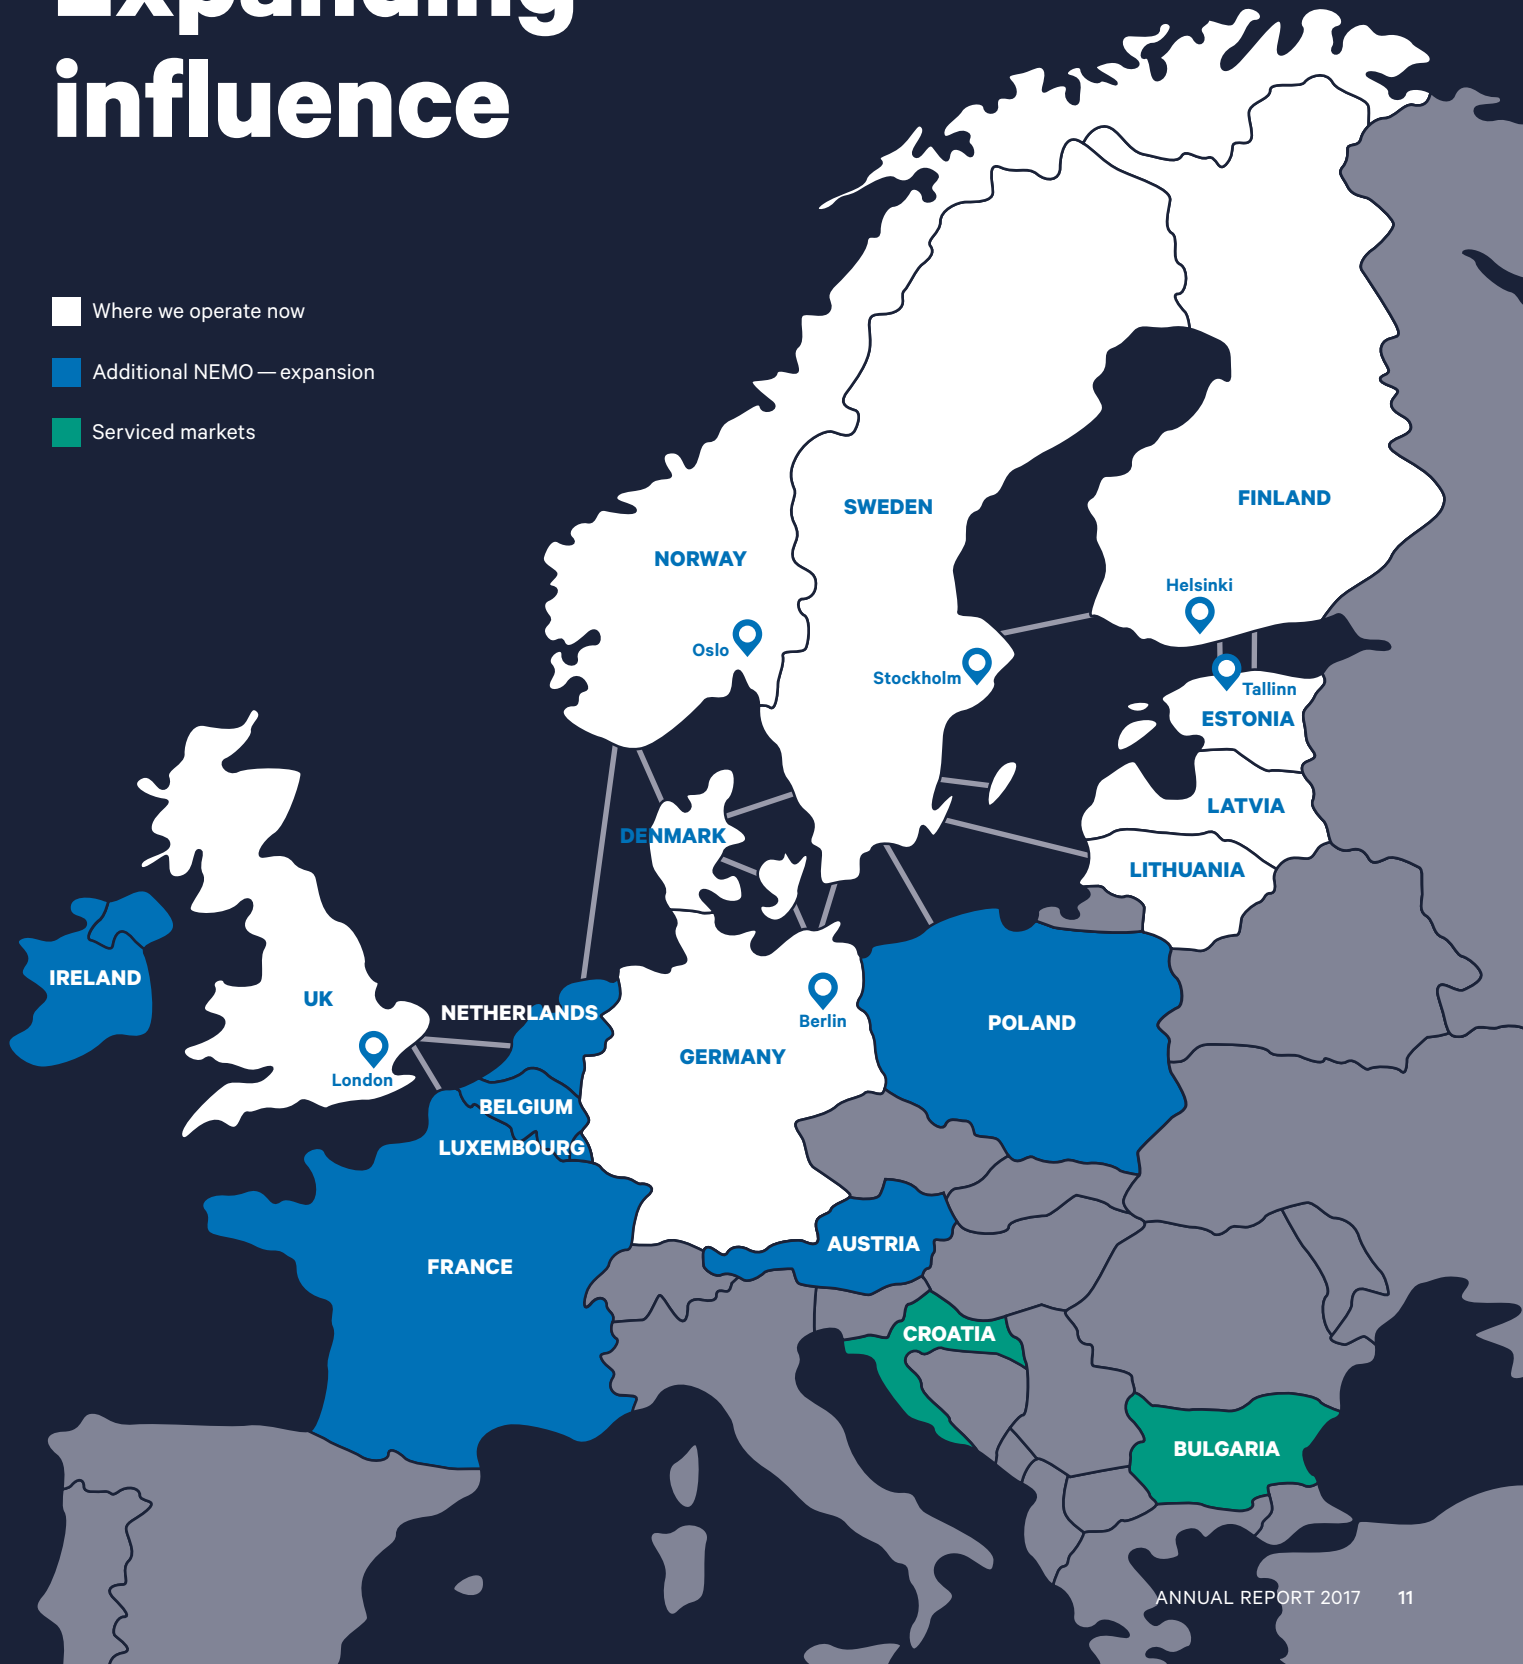 Expanding
influence
Where we operate now
Additional NEMO — expansion
Serviced markets
SWEDEN
FINLAND
NORWAY
Helsinki
Oslo
Stockholm
Tallinn
ESTONIA
LATVIA
DENMARK
LITHUANIA
IRELAND
UK
NETHERLANDS
Berlin
POLAND
GERMANY
London
BELGIUM
LUXEMBOURG
AUSTRIA
FRANCE
CROATIA
BULGARIA
ANNUAL REPORT 2017 11